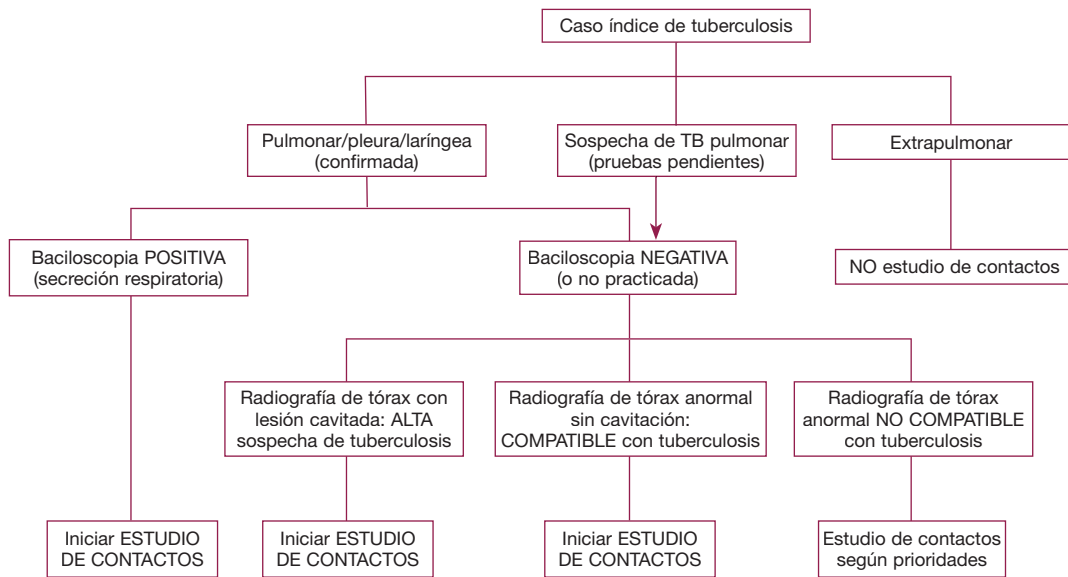 Caso índice de tuberculosis
Pulmonar/pleura/laríngea
(confirmada)
Sospecha de TB pulmonar
(pruebas pendientes)
Extrapulmonar
Baciloscopia POSITIVA
(secreción respiratoria)
Baciloscopia NEGATIVA
(o no practicada)
NO estudio de contactos
Radiografía de tórax con
lesión cavitada: ALTA
sospecha de tuberculosis
Radiografía de tórax anormal
sin cavitación:
COMPATIBLE con tuberculosis
Radiografía de tórax
anormal NO COMPATIBLE
con tuberculosis
Iniciar ESTUDIO
DE CONTACTOS
Iniciar ESTUDIO
DE CONTACTOS
Iniciar ESTUDIO
DE CONTACTOS
Estudio de contactos
según prioridades